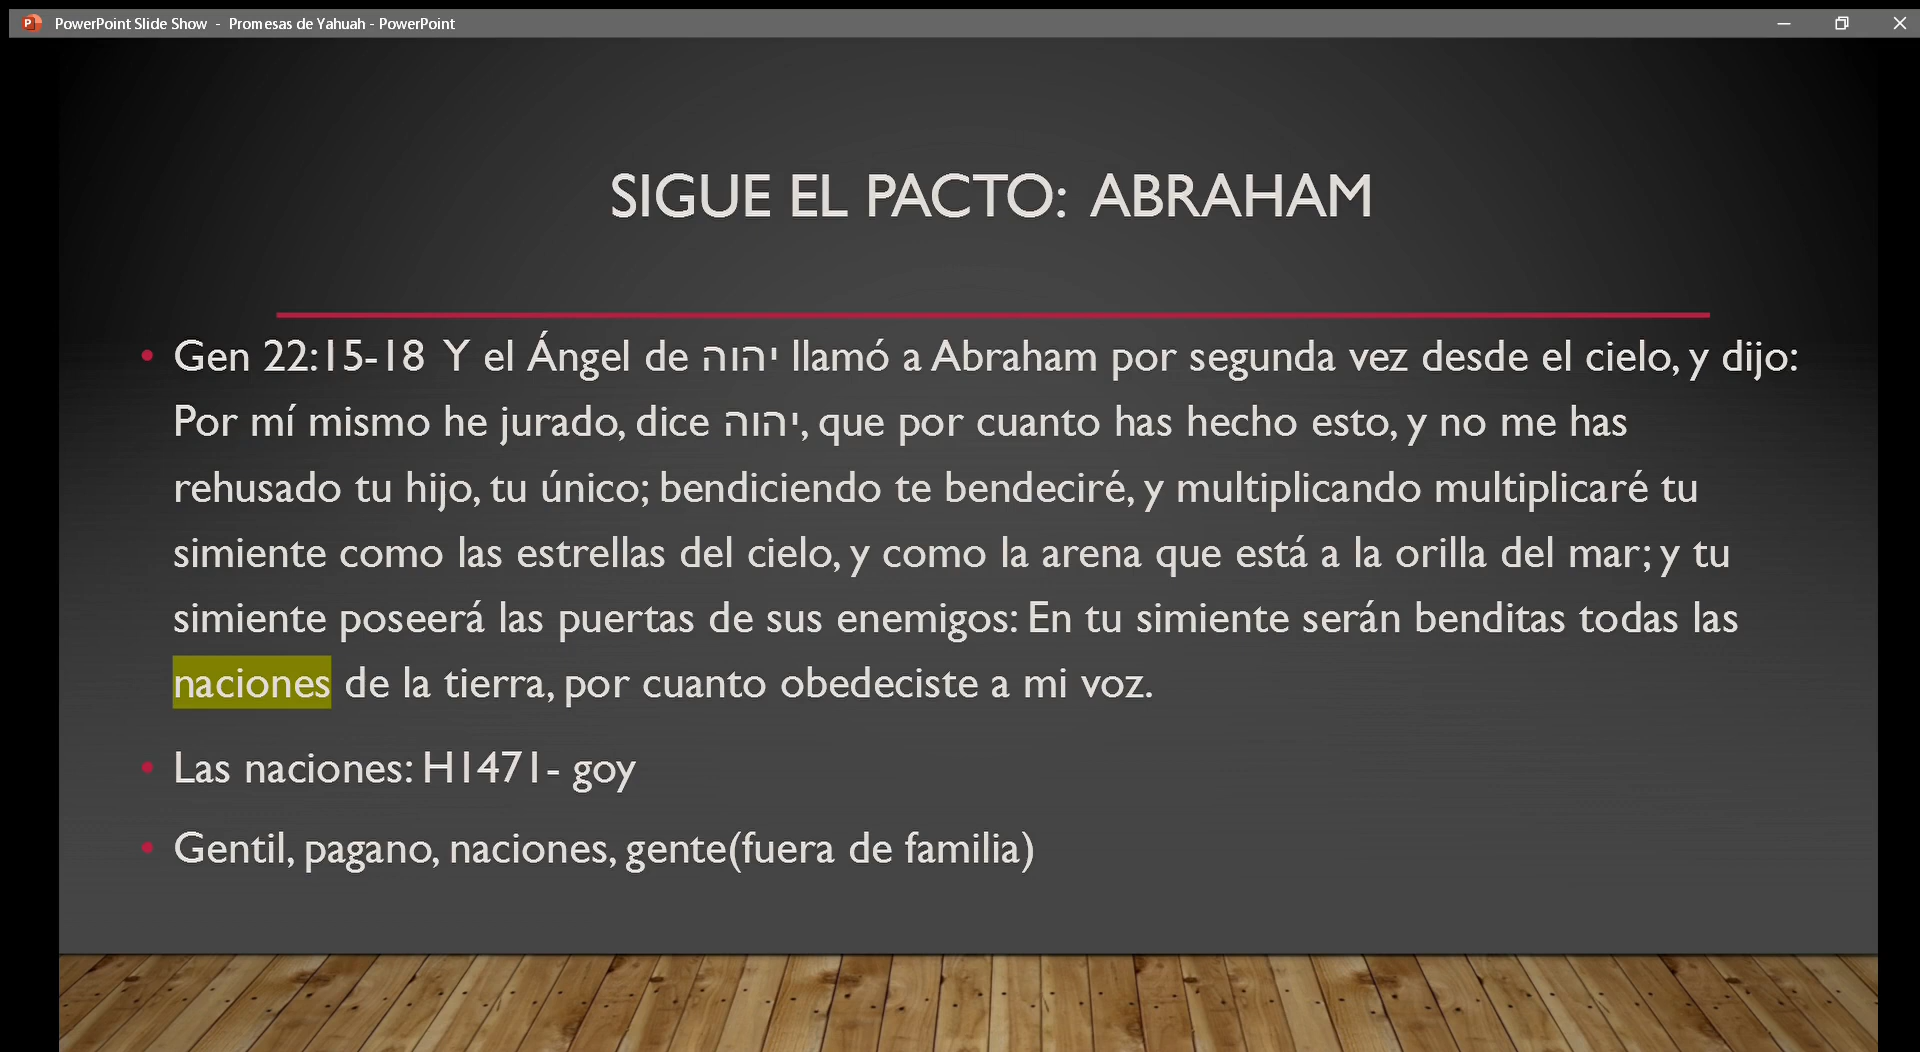 PowerPoint Slide Show - Promesas de Yahuah - PowerPoint
SIGUE EL PACTO: ABRAHAM
• Gen 22:15-18 Y el Ángel de יהוה llamó a Abraham por segunda vez desde el cielo, y dijo:
Por mí mismo he jurado, dice יהוה, que por cuanto has hecho esto, y no me has
rehusado tu hijo, tu único; bendiciendo te bendeciré, y multiplicando multiplicaré tu
simiente como las estrellas del cielo, y como la arena que está a la orilla del mar; y tu
simiente poseerá las puertas de sus enemigos: En tu simiente serán benditas todas las
naciones de la tierra, por cuanto obedeciste a mi voz.
• Las naciones: H1471- goy
• Gentil, pagano, naciones, gente(fuera de familia)